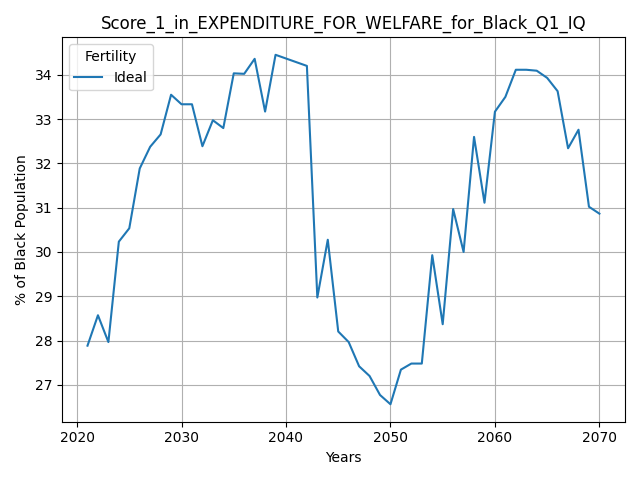 Score_1_in_EXPENDITURE_FOR_WELFARE_for_Black_Q1_IQ
Fertility
Ideal
% of Black Population
34
33
32
31
30
29
28
27
2020 2030 2040 2050 2060 2070
Years